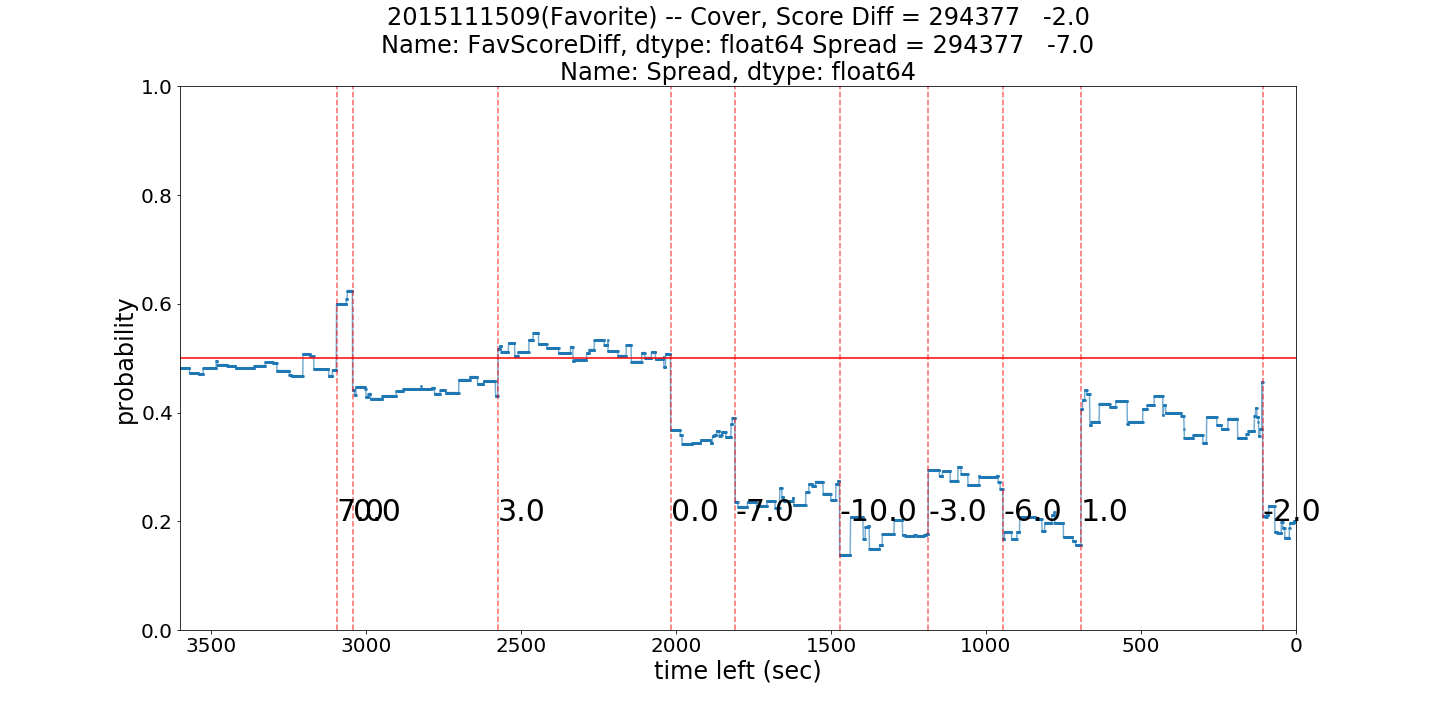 2015111509(Favorite) -- Cover, Score Diff = 294377   -2.0
Name: FavScoreDiff, dtype: float64 Spread = 294377   -7.0
Name: Spread, dtype: float64
1.0
0.8
0.6
0.4
0.2
0.0
probability
7.0 0.0 3.0 0.0 -7.0 -10.0 -3.0 -6.0 1.0 -2.0
3500 3000 2500 2000 1500 1000 500 0
time left (sec)